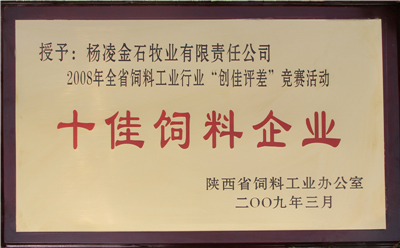 授予：杨凌金石牧业有限责任公司
2008年全省饲料工业行业“创佳评差”竞赛活动
十佳饲料企业
陕西省饲料工业办公室
二〇〇九年三月